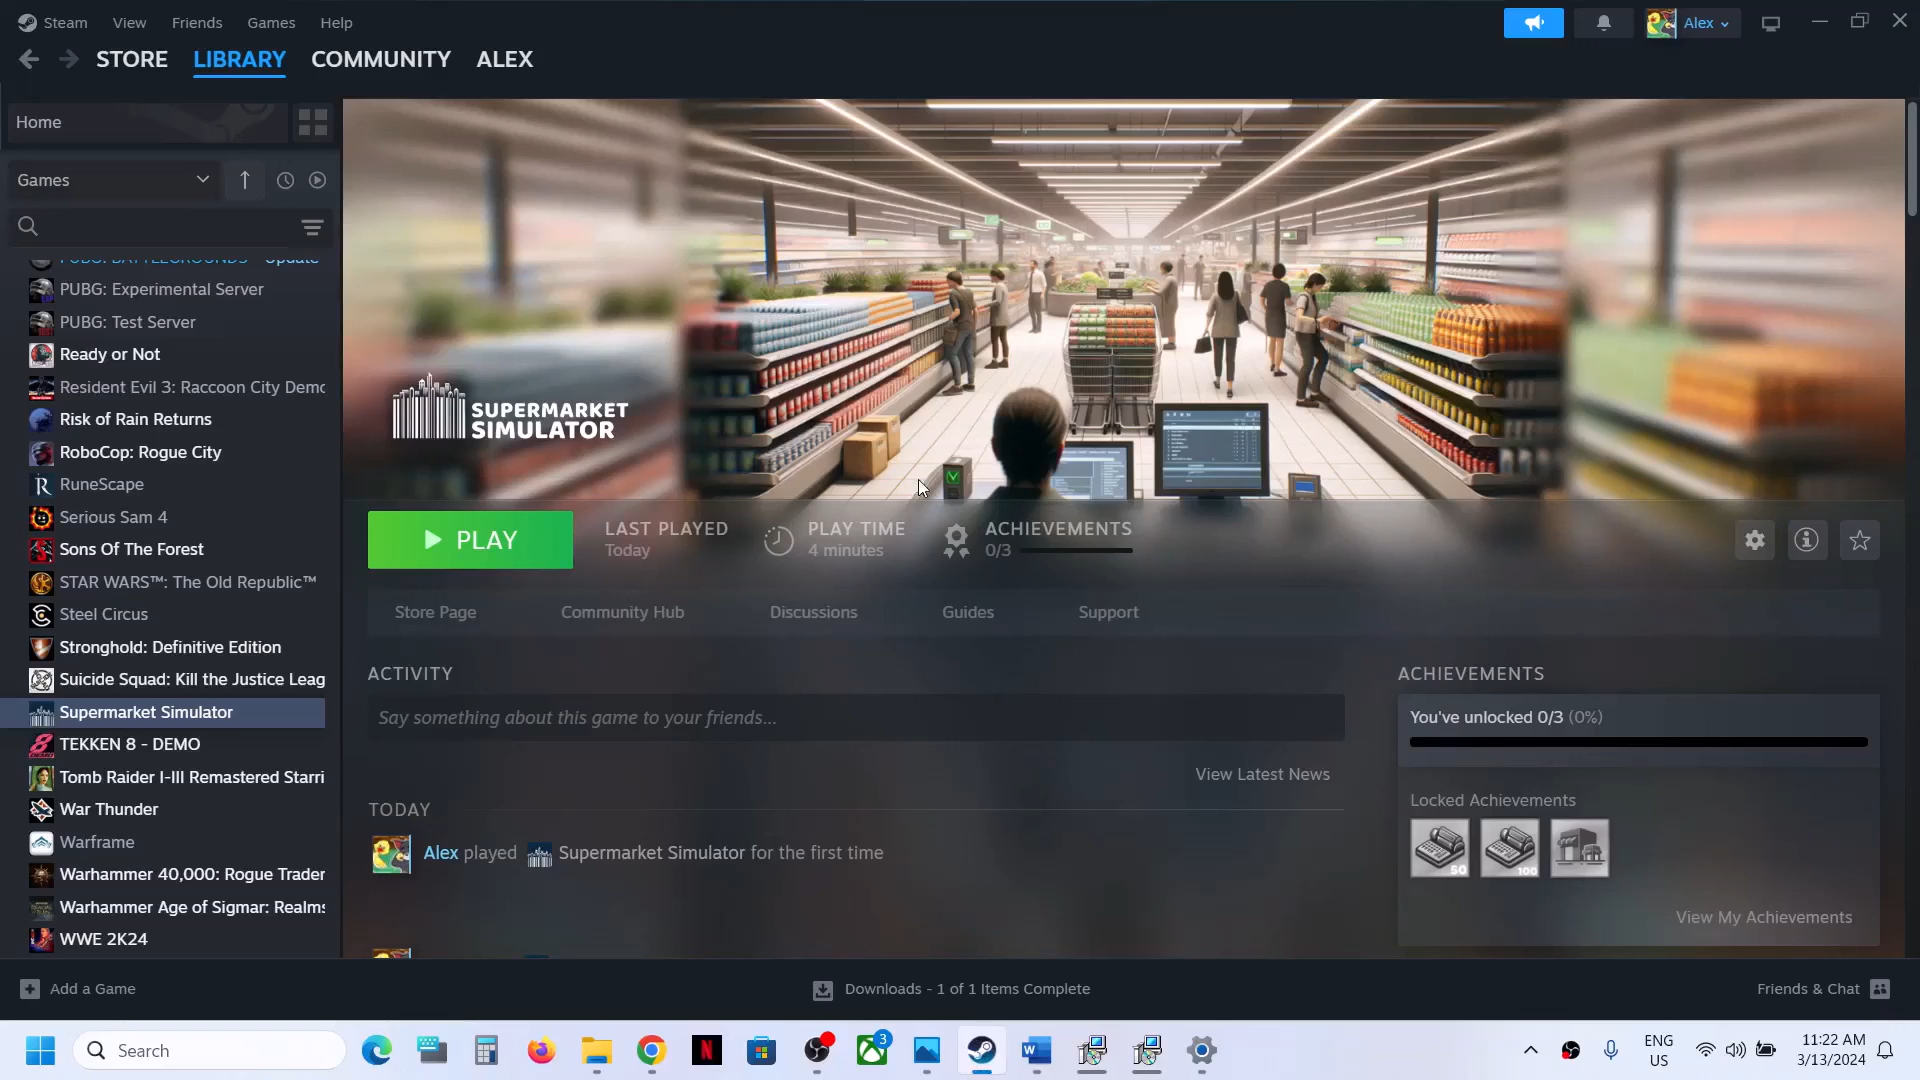 Steam View Friends Games Help
Alex
STORE LIBRARY COMMUNITY ALEX
Home
Games
PUBG: BATTLEGROUNDS - Update
PUBG: Experimental Server
PUBG: Test Server
Ready or Not
Resident Evil 3: Raccoon City Demo
Risk of Rain Returns
RoboCop: Rogue City
RuneScape
Serious Sam 4
Sons Of The Forest
STAR WARS™: The Old Republic™
Steel Circus
Stronghold: Definitive Edition
Suicide Squad: Kill the Justice Leag
Supermarket Simulator
TEKKEN 8 - DEMO
Tomb Raider I-III Remastered Starri
War Thunder
Warframe
Warhammer 40,000: Rogue Trader
Warhammer Age of Sigmar: Realms
WWE 2K24
SUPERMARKET
SIMULATOR
PLAY
LAST PLAYED
Today
PLAY TIME
4 minutes
ACHIEVEMENTS
0/3
Store Page Community Hub Discussions Guides Support
ACTIVITY
Say something about this game to your friends...
View Latest News
TODAY
Alex played Supermarket Simulator for the first time
ACHIEVEMENTS
You've unlocked 0/3 (0%)
Locked Achievements
50
100
View My Achievements
Add a Game
Downloads - 1 of 1 Items Complete
Friends & Chat
Search
3
ENG
US
11:22 AM
3/13/2024